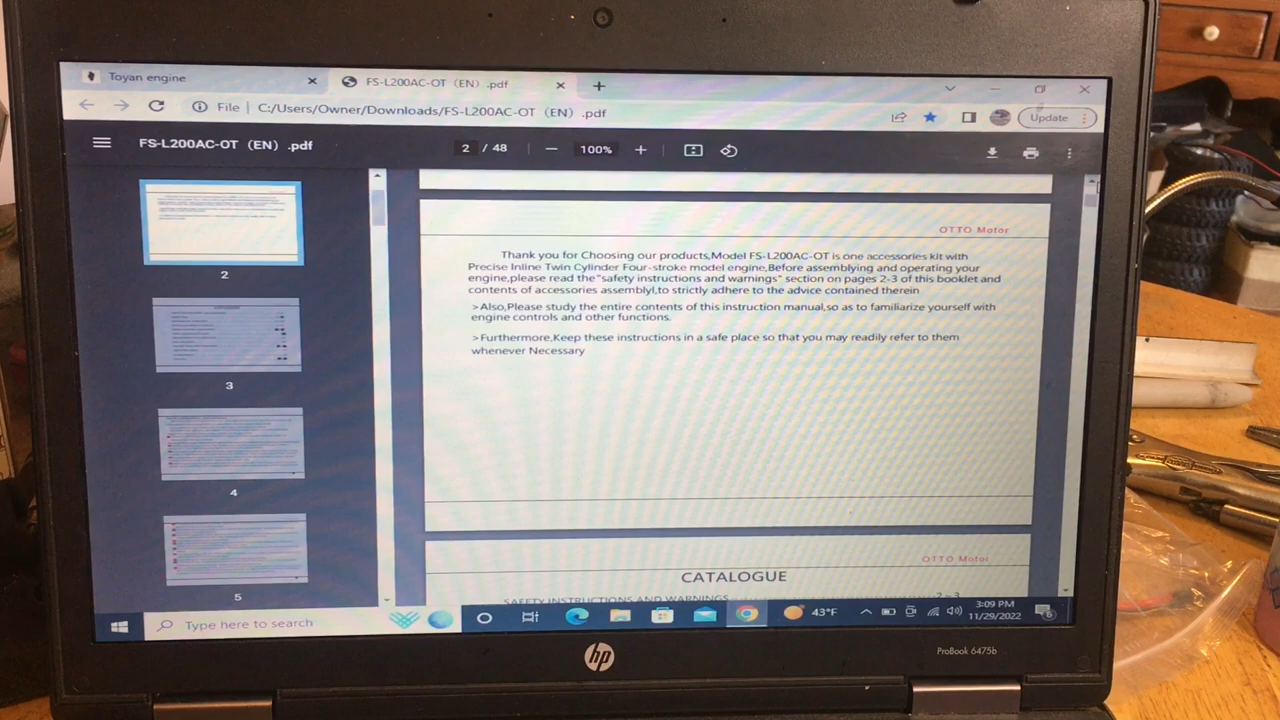 Toyan engine
FS-L200AC-OT (EN) .pdf
File | C:/Users/Owner/Downloads/FS-L200AC-OT (EN) .pdf
Update
FS-L200AC-OT (EN) .pdf
2 / 48
100%
2
3
4
5
OTTO Motor
Thank you for Choosing our products,Model FS-L200AC-OT is one accessories kit with
Precise Inline Twin Cylinder Four-stroke model engine,Before assemblying and operating your
engine,please read the"safety instructions and warnings" section on pages 2-3 of this booklet and
contents of accessories assemblyl,to strictly adhere to the advice contained therein
>Also,Please study the entire contents of this instruction manual,so as to familiarize yourself with
engine controls and other functions.
>Furthermore,Keep these instructions in a safe place so that you may readily refer to them
whenever Necessary
OTTO Motor
CATALOGUE
SAFETY INSTRUCTIONS AND WARNINGS
2-3
Type here to search
43°F
3:09 PM
11/29/2022
6
hp
ProBook 6475b